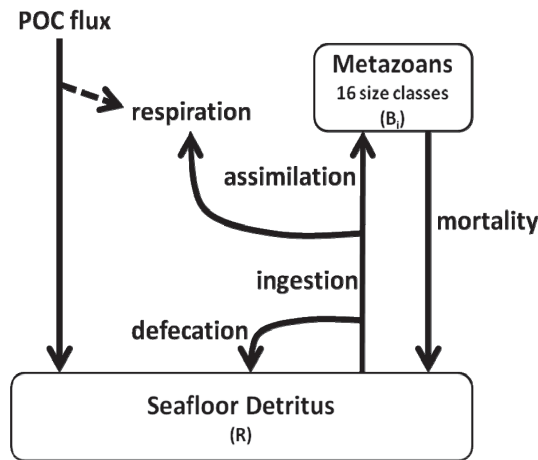 POC flux
Metazoans
16 size classes
(Bi)
respiration
assimilation
mortality
ingestion
defecation
Seafloor Detritus
(R)